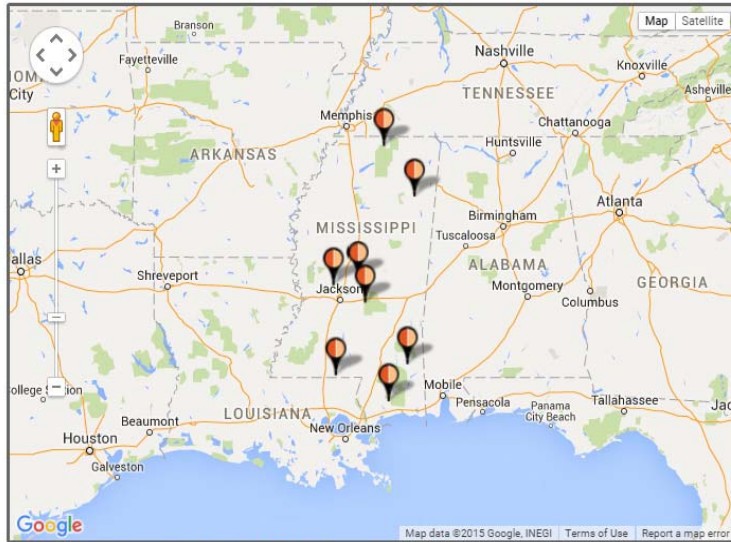 Branson
Map Satellite
Nashville
Fayetteville
Knoxville
City
TENNESSEE
Asheville
Memphis
Chattanooga
Huntsville
ARKANSAS
Atlanta
Birmingham
MISSISSIPPI
Tuscaloosa
allas
ALABAMA
Shreveport
GEORGIA
Jackson
Montgomery
Columbus
Mobile
Tallahassee
Pensacola
Panama
City Beach
LOUISIANA
Beaumont
New Orleans
Houston
Galveston
Google
Map data ©2015 Google, INEGI Terms of Use Report a map error